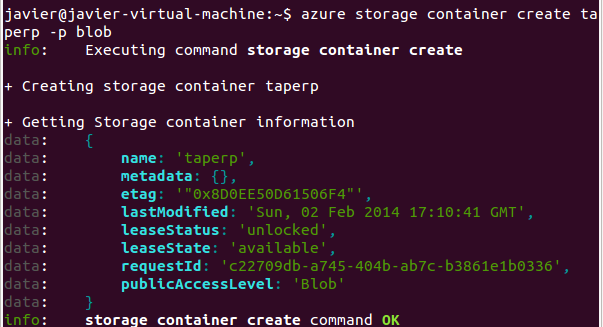 javier@javier-virtual-machine:~$ azure storage container create ta
perp -p blob
info:    Executing command storage container create

+ Creating storage container taperp

+ Getting Storage container information
data:    {
data:        name: 'taperp',
data:        metadata: {},
data:        etag: '"0x8D0EE50D61506F4"',
data:        lastModified: 'Sun, 02 Feb 2014 17:10:41 GMT',
data:        leaseStatus: 'unlocked',
data:        leaseState: 'available',
data:        requestId: 'c22709db-a745-404b-ab7c-b3861e1b0336',
data:        publicAccessLevel: 'Blob'
data:    }
info:    storage container create command OK